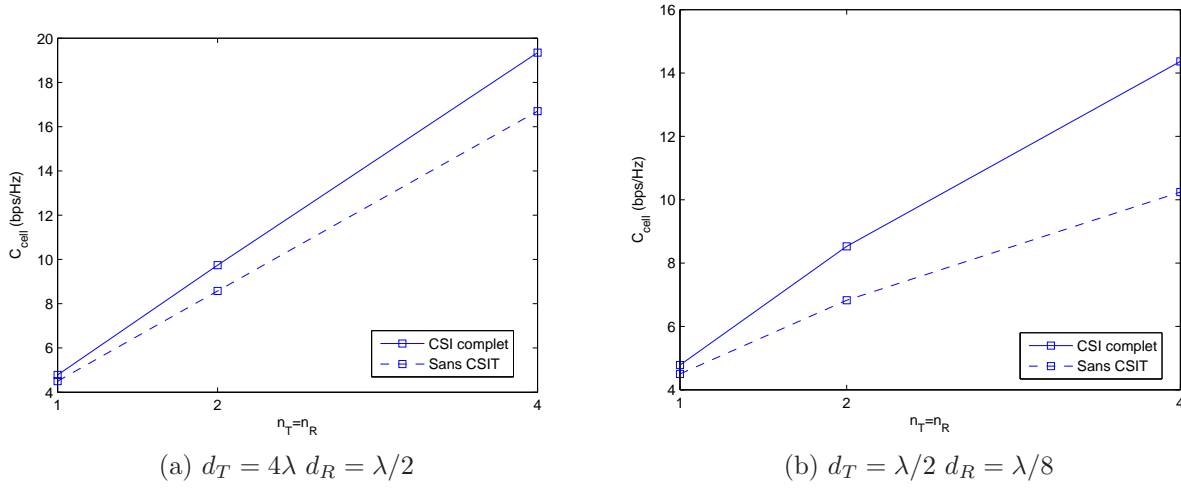 20
18
16
14
12
10
8
6
4
C_cell (bps/Hz)
1
2
4
n_T=n_R
CSI complet
Sans CSIT
(a) d_T = 4λ d_R = λ/2
16
14
12
10
8
6
4
C_cell (bps/Hz)
1
2
4
n_T=n_R
CSI complet
Sans CSIT
(b) d_T = λ/2 d_R = λ/8